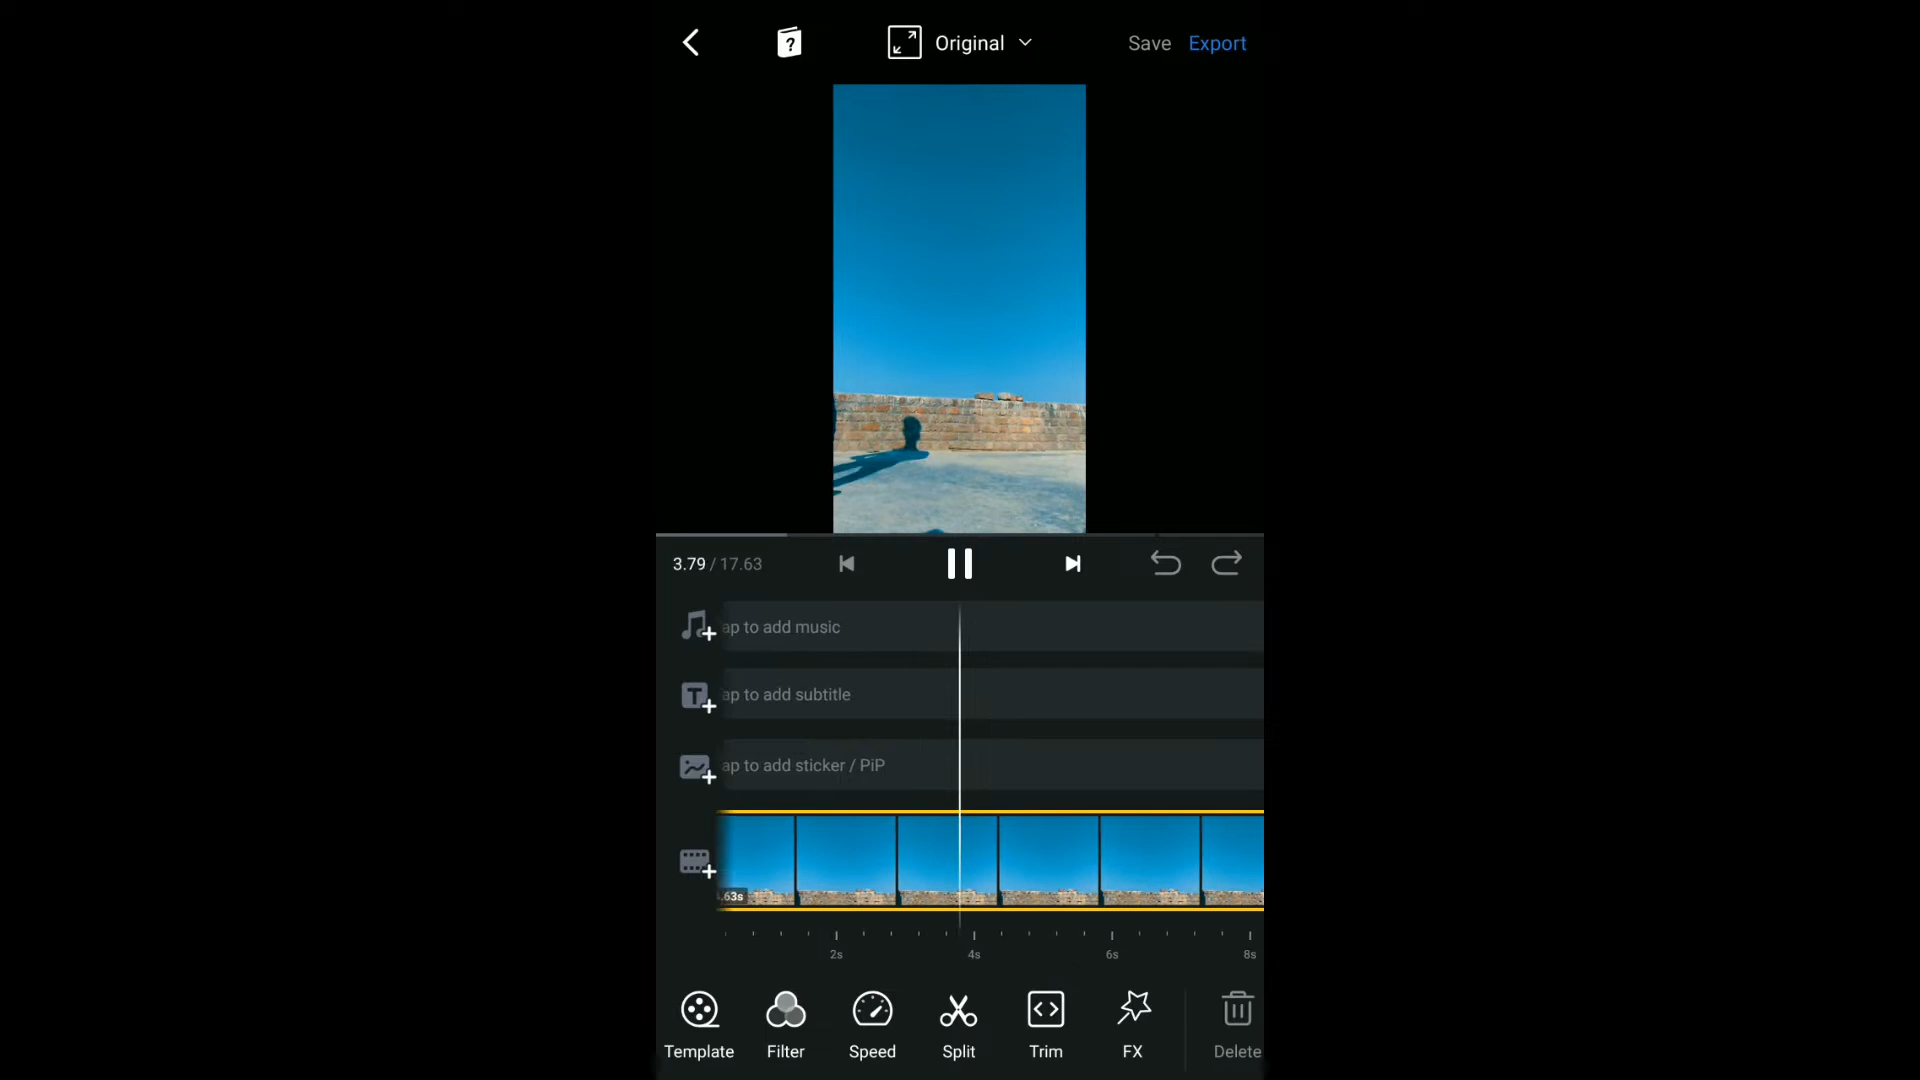 ?
Original
Save Export
3.79 / 17.63
ap to add music
T
ap to add subtitle
ap to add sticker / PiP
.63s
2s 4s 6s 8s
Template Filter Speed Split Trim FX Delete